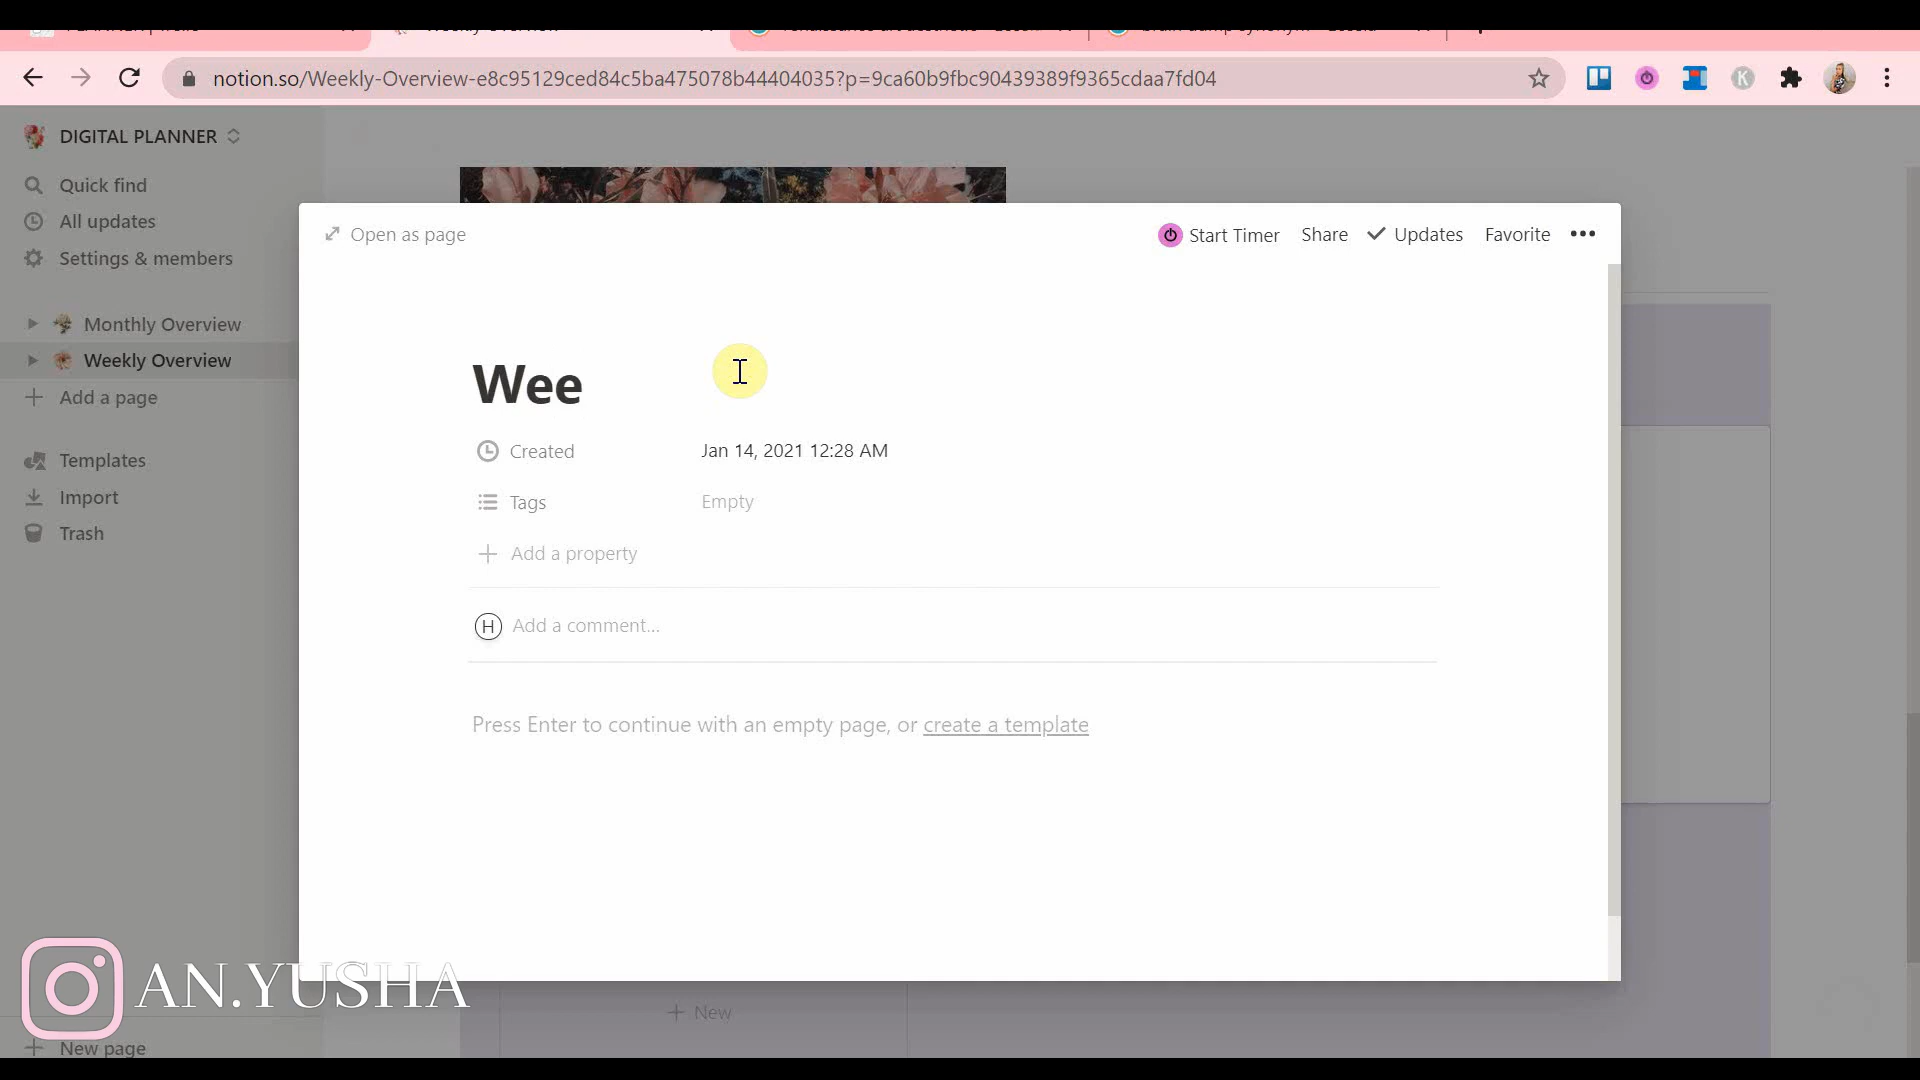 notion.so/Weekly-Overview-e8c95129ced84c5ba475078b44404035?p=9ca60b9fbc90439389f9365cdaa7fd04
K
DIGITAL PLANNER
Quick find
All updates
Settings & members
Monthly Overview
Weekly Overview
Add a page
Templates
Import
Trash
New page
Open as page
Start Timer
Share
Updates
Favorite
Wee
Created
Jan 14, 2021 12:28 AM
Tags
Empty
Add a property
H
Add a comment...
Press Enter to continue with an empty page, or create a template
New
AN.YUSHA